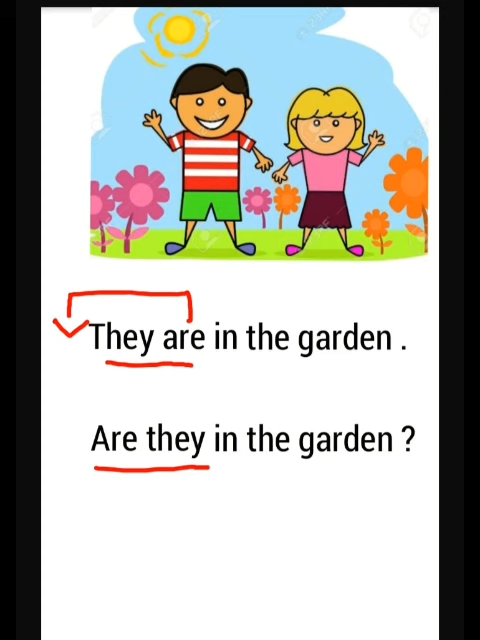 They are in the garden .
Are they in the garden ?